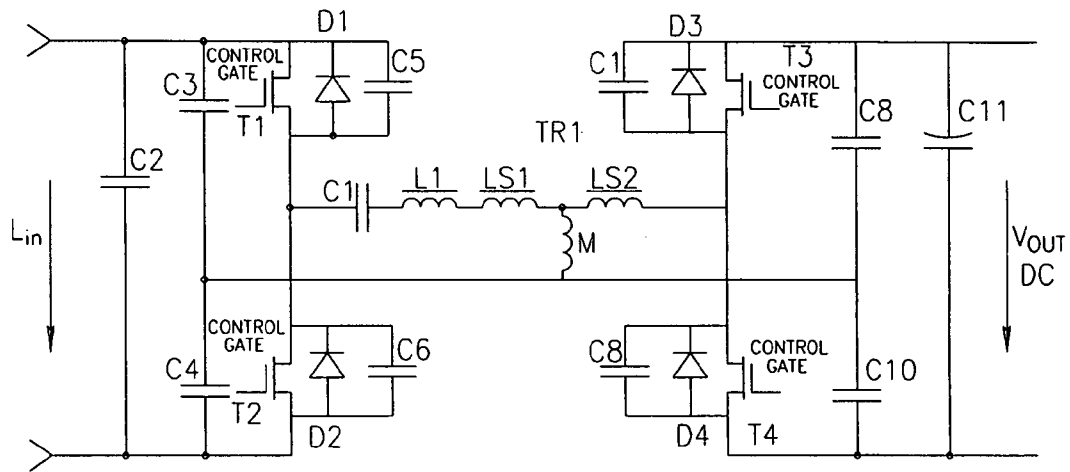 D1
D3
CONTROL
GATE
C3
C5
C1
T3
CONTROL
GATE
C8
C11
T1
TR1
C2
C1
L1
LS1
LS2
Lin
M
VOUT
DC
CONTROL
GATE
C4
C6
C8
CONTROL
GATE
C10
T2
D2
D4
T4